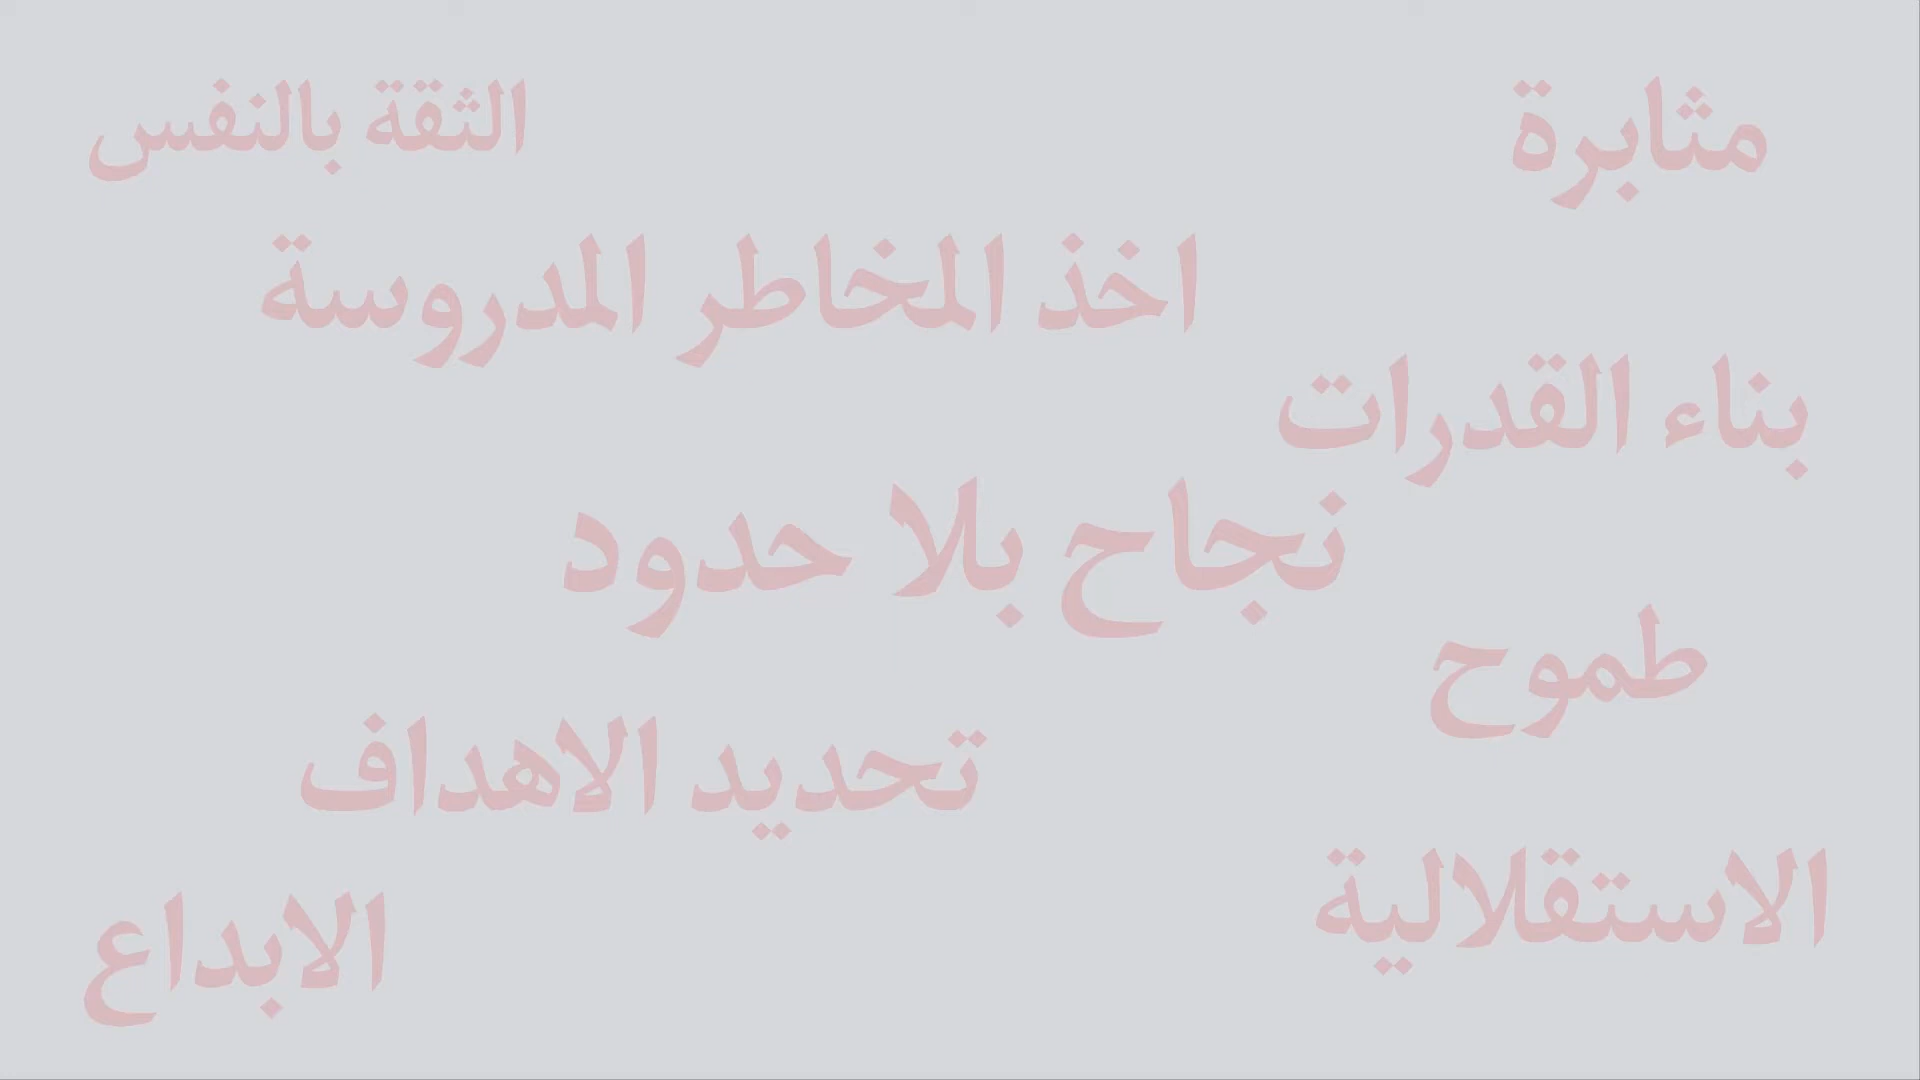 مثابرة
الثقة بالنفس
اخذ المخاطر المدروسة
بناء القدرات
نجاح بلا حدود
طموح
تحديد الاهداف
الاستقلالية
الابداع